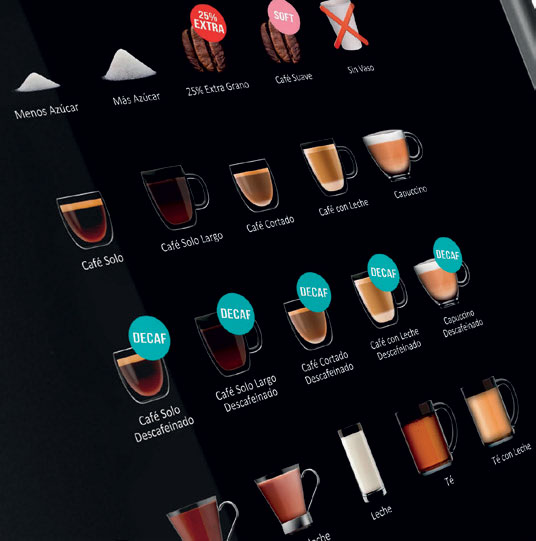 25%
EXTRA
SOFT
Menos Azúcar
Más Azúcar
25% Extra Grano
Café Suave
Sin Vaso
Café Solo
Café Solo Largo
Café Cortado
Café con Leche
Capuccino
DECAF
DECAF
DECAF
DECAF
DECAF
Café Solo
Descafeinado
Café Solo Largo
Descafeinado
Café Cortado
Descafeinado
Café con Leche
Descafeinado
Capuccino
Descafeinado
Leche
Té
Té con Leche